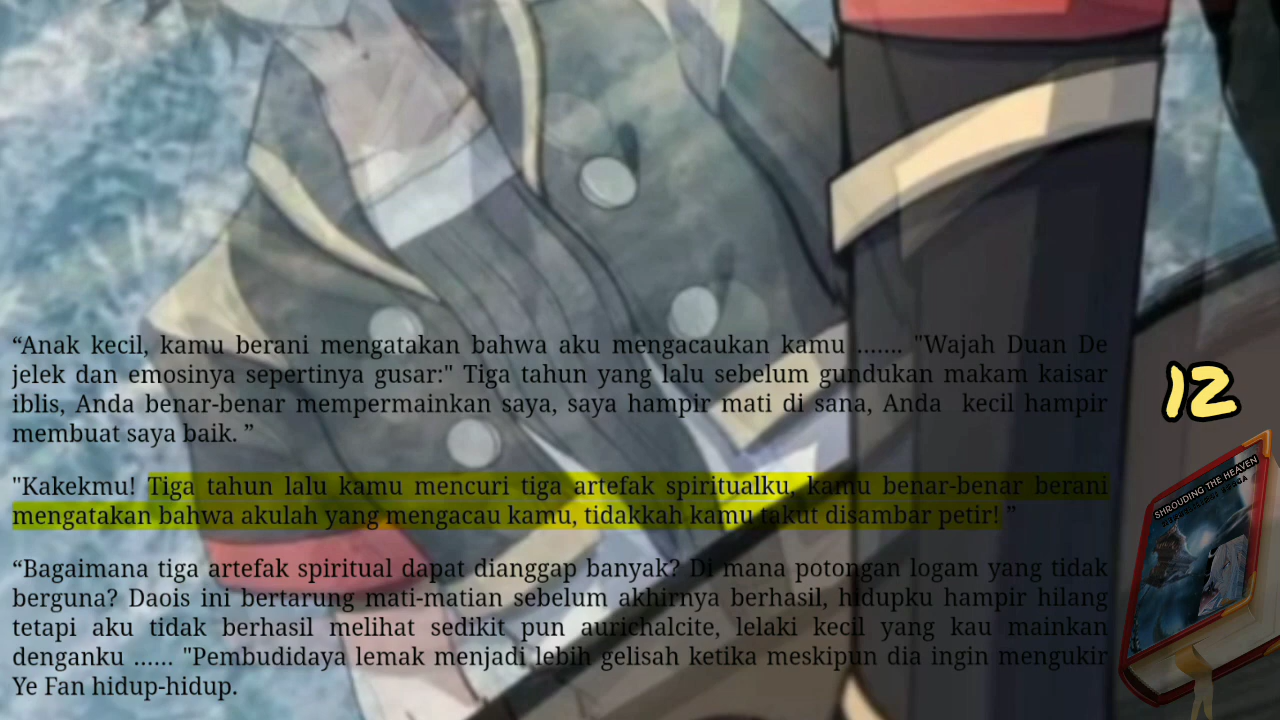 “Anak kecil, kamu berani mengatakan bahwa aku mengacaukan kamu ……. "Wajah Duan De
jelek dan emosinya sepertinya gusar:" Tiga tahun yang lalu sebelum gundukan makam kaisar
iblis, Anda benar-benar mempermainkan saya, saya hampir mati di sana, Anda kecil hampir
membuat saya baik. ”
"Kakekmu! Tiga tahun lalu kamu mencuri tiga artefak spiritualku, kamu benar-benar berani
mengatakan bahwa akulah yang mengacau kamu, tidakkah kamu takut disambar petir! ”
“Bagaimana tiga artefak spiritual dapat dianggap banyak? Di mana potongan logam yang tidak
berguna? Daois ini bertarung mati-matian sebelum akhirnya berhasil, hidupku hampir hilang
tetapi aku tidak berhasil melihat sedikit pun aurichalcite, lelaki kecil yang kau mainkan
denganku …… "Pembudidaya lemak menjadi lebih gelisah ketika meskipun dia ingin mengukir
Ye Fan hidup-hidup.
12
SHROUDING THE HEAVEN